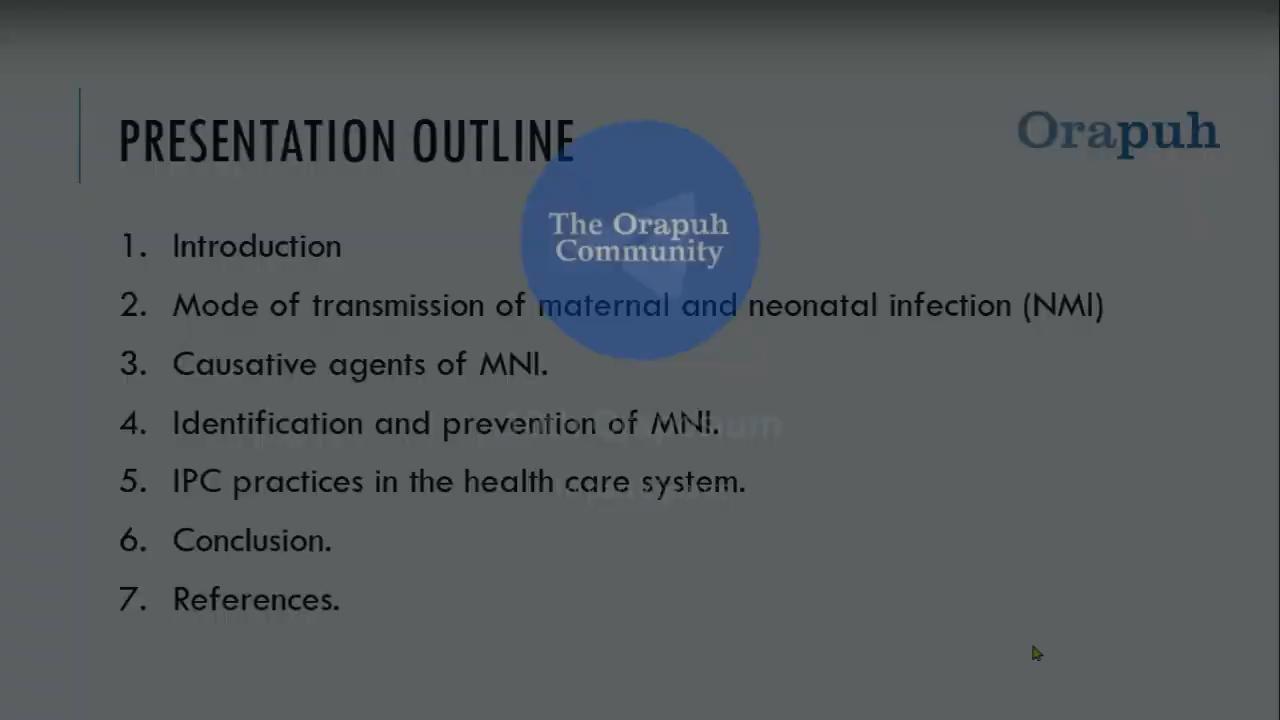 PRESENTATION OUTLINE
Orapuh
The Orapuh
Community
1. Introduction
2. Mode of transmission of maternal and neonatal infection (NMI)
3. Causative agents of MNI.
4. Identification and prevention of MNI.
5. IPC practices in the health care system.
6. Conclusion.
7. References.